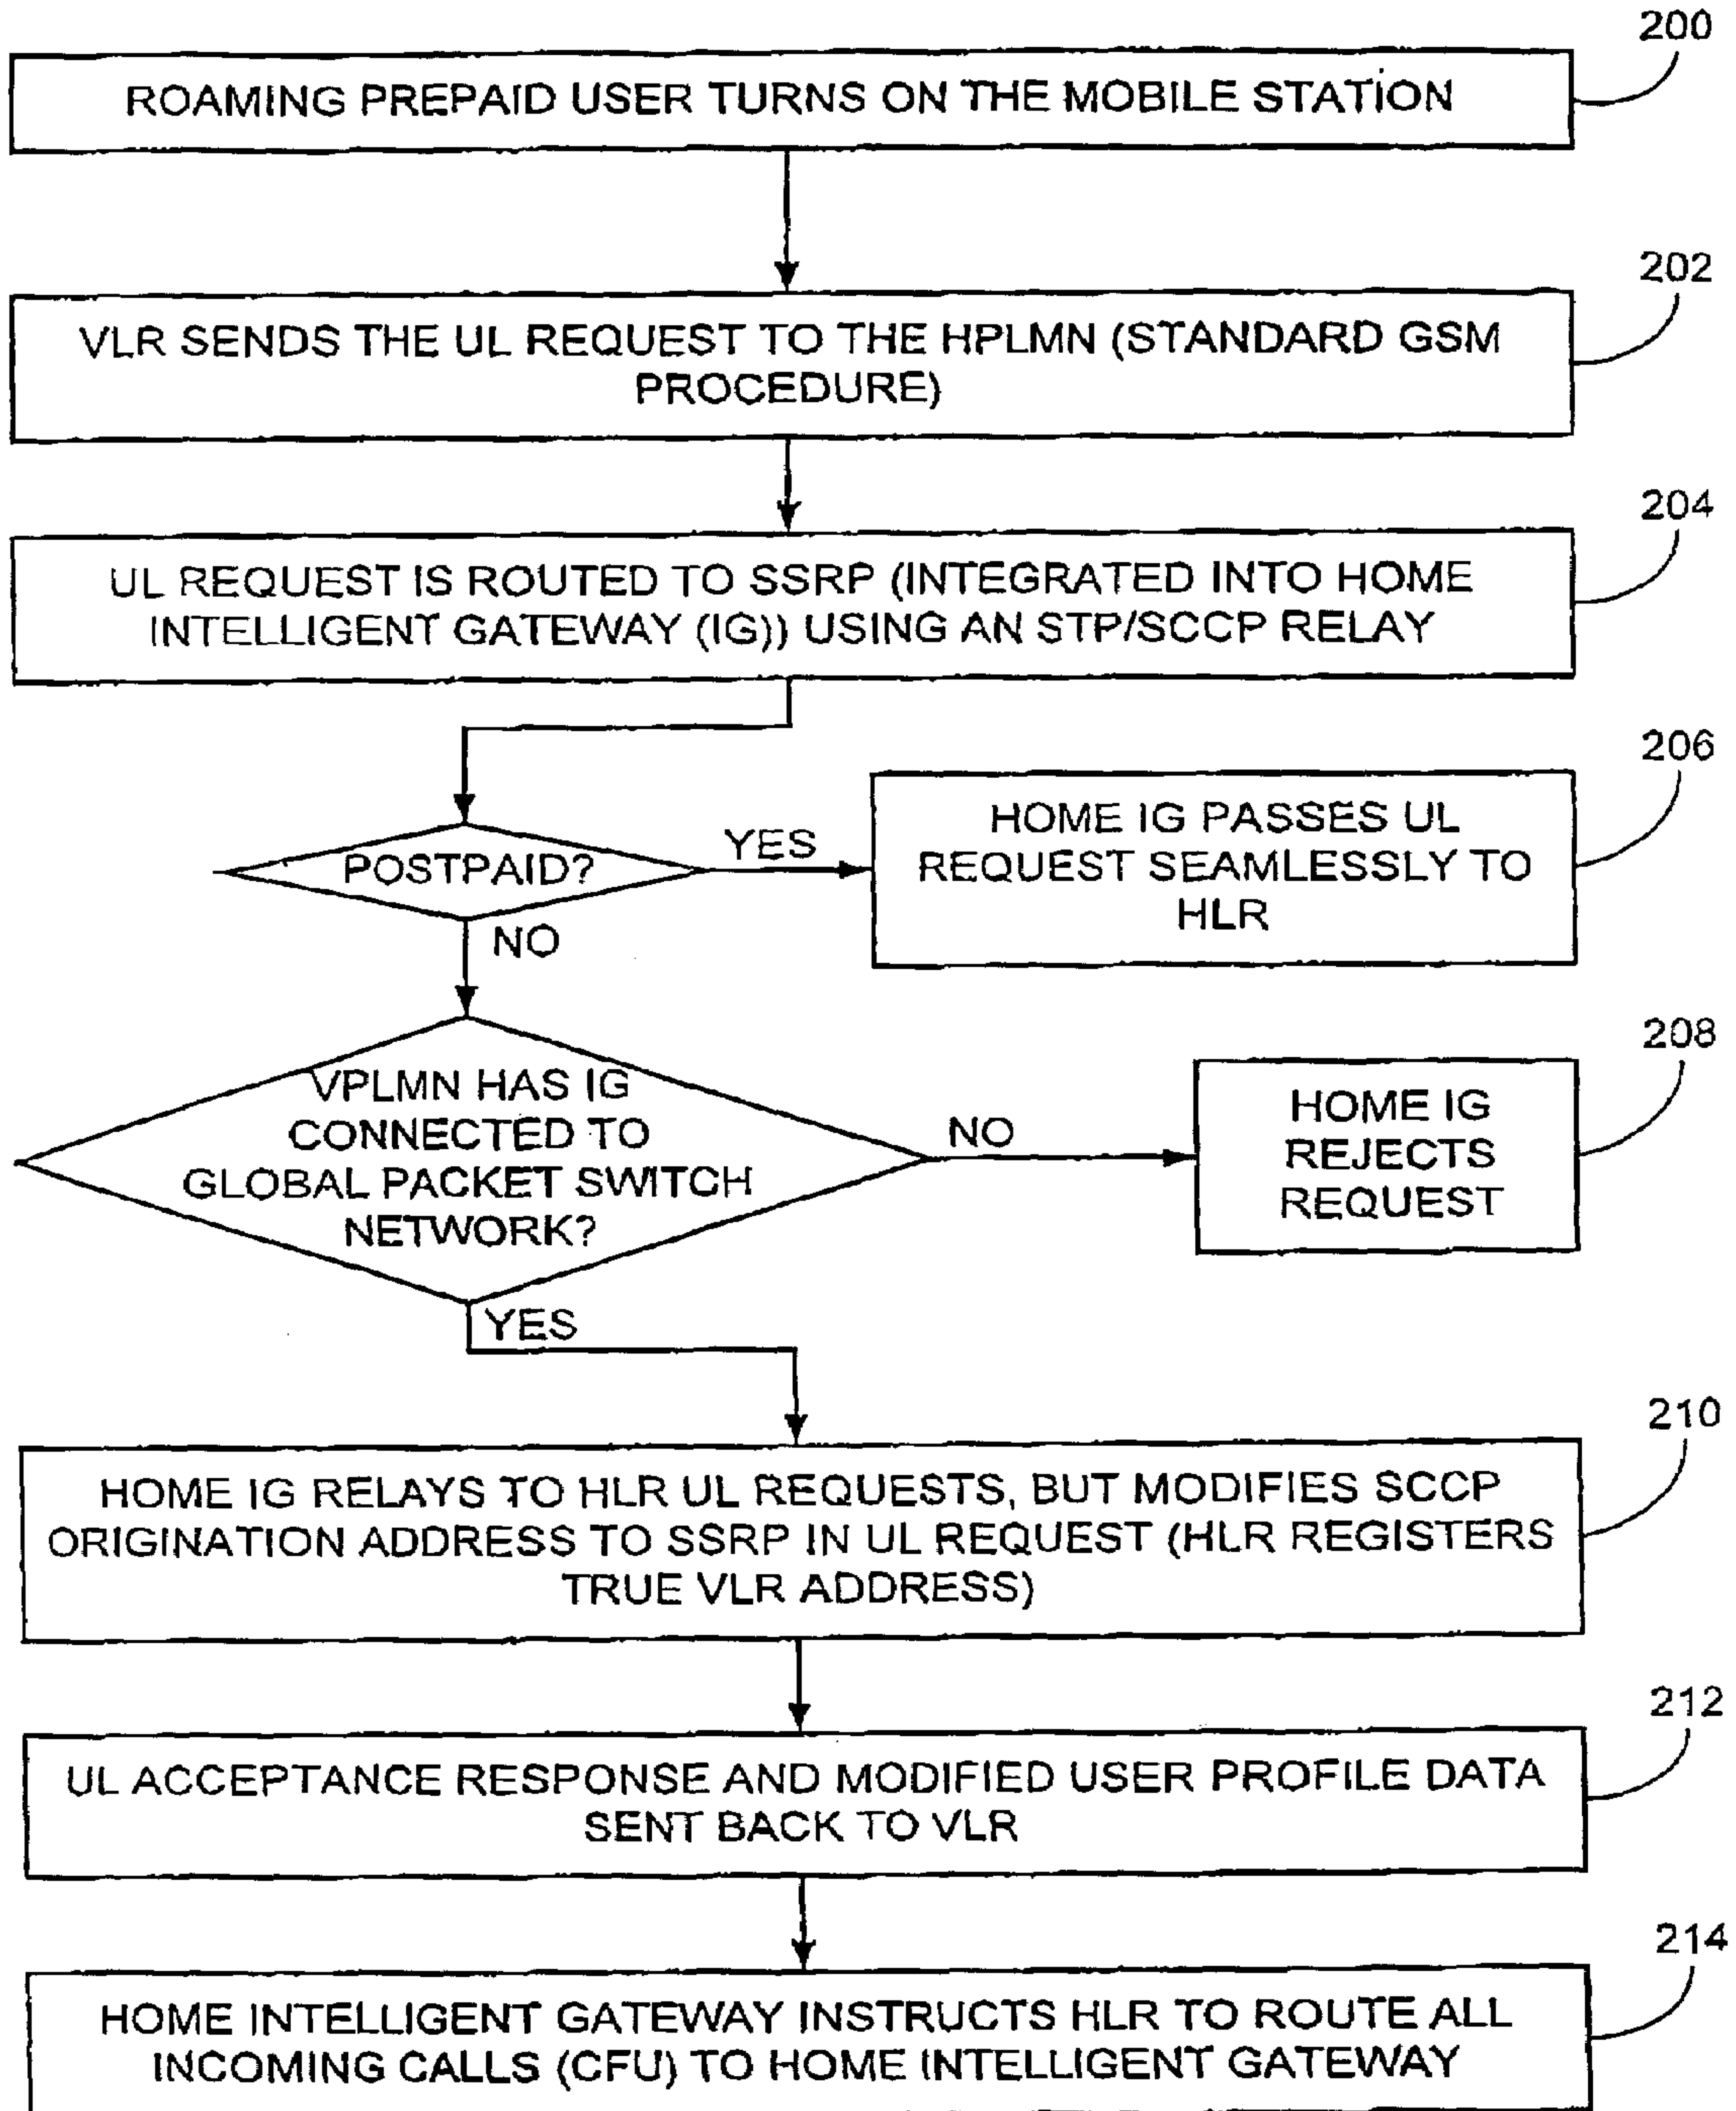 200
ROAMING PREPAID USER TURNS ON THE MOBILE STATION
202
VLR SENDS THE UL REQUEST TO THE HPLMN (STANDARD GSM
PROCEDURE)
204
UL REQUEST IS ROUTED TO SSRP (INTEGRATED INTO HOME
INTELLIGENT GATEWAY (IG)) USING AN STP/SCCP RELAY
206
POSTPAID?
YES
HOME IG PASSES UL
REQUEST SEAMLESSLY TO
HLR
NO
208
VPLMN HAS IG
CONNECTED TO
GLOBAL PACKET SWITCH
NETWORK?
NO
HOME IG
REJECTS
REQUEST
YES
210
HOME IG RELAYS TO HLR UL REQUESTS, BUT MODIFIES SCCP
ORIGINATION ADDRESS TO SSRP IN UL REQUEST (HLR REGISTERS
TRUE VLR ADDRESS)
212
UL ACCEPTANCE RESPONSE AND MODIFIED USER PROFILE DATA
SENT BACK TO VLR
214
HOME INTELLIGENT GATEWAY INSTRUCTS HLR TO ROUTE ALL
INCOMING CALLS (CFU) TO HOME INTELLIGENT GATEWAY